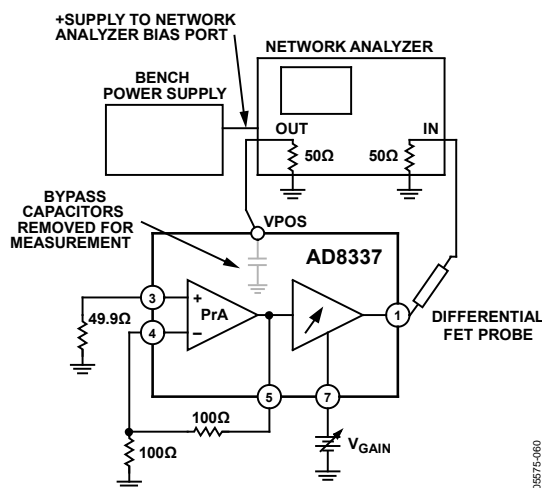 +SUPPLY TO NETWORK
ANALYZER BIAS PORT
NETWORK ANALYZER
BENCH
POWER SUPPLY
OUT
IN
50Ω
50Ω
BYPASS
CAPACITORS
REMOVED FOR
MEASUREMENT
VPOS
AD8337
3
+
PrA
49.9Ω
4
–
1
DIFFERENTIAL
FET PROBE
5
7
100Ω
100Ω
VGAIN
05575-060